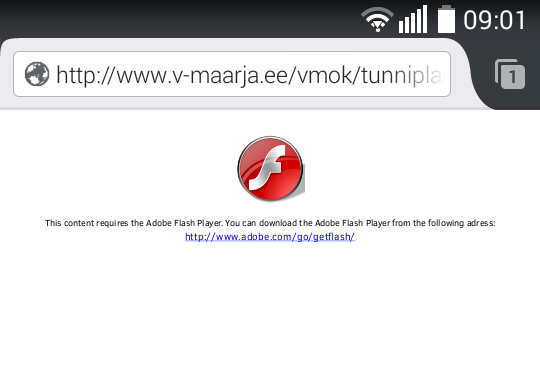 09:01
http://www.v-maarja.ee/vmok/tunnipla
1
This content requires the Adobe Flash Player. You can download the Adobe Flash Player from the following adress:
http://www.adobe.com/go/getflash/